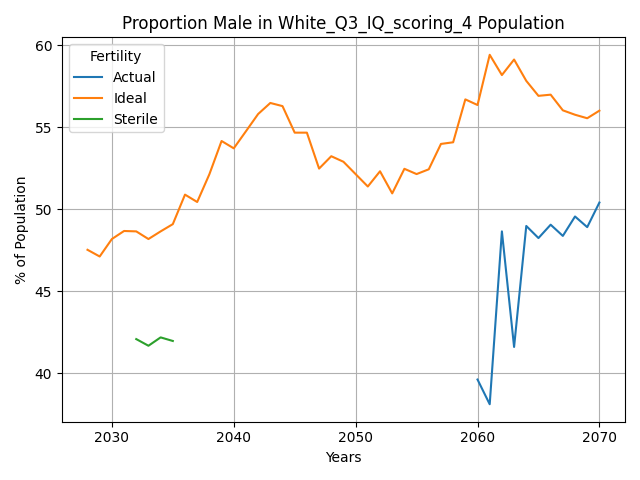 Proportion Male in White_Q3_IQ_scoring_4 Population
Fertility
Actual
Ideal
Sterile
% of Population
60
55
50
45
40
2030
2040
2050
2060
2070
Years